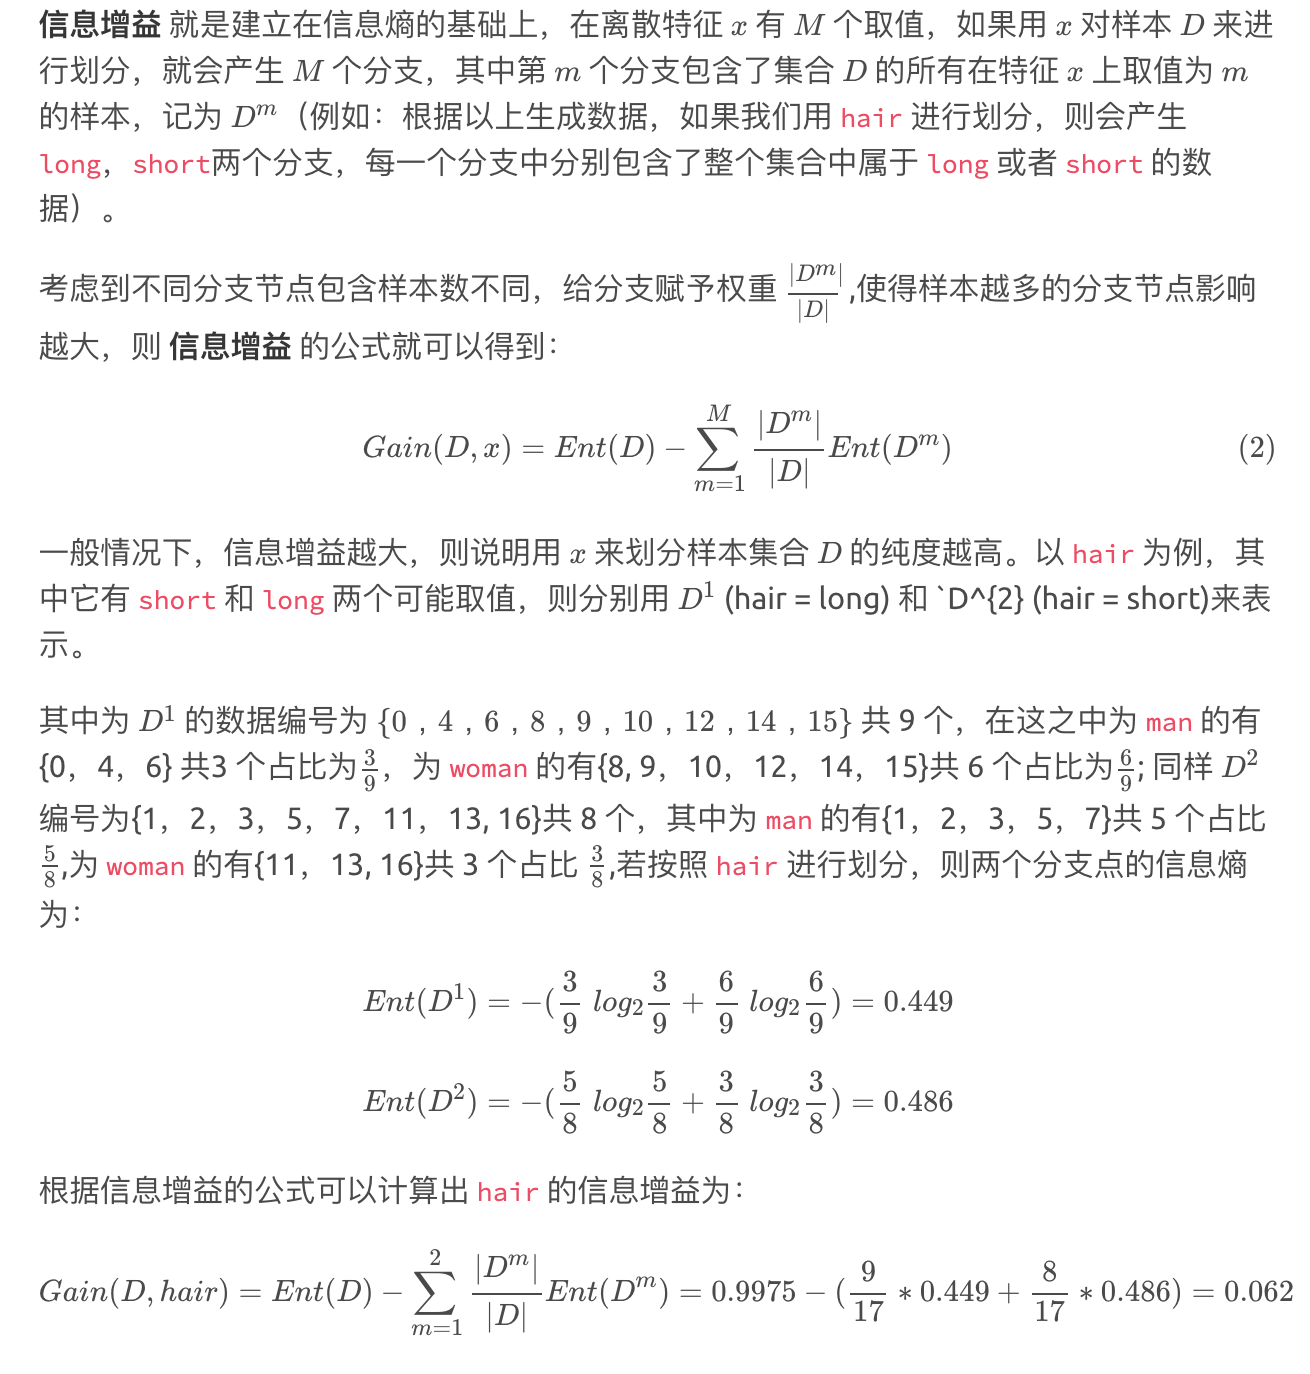 信息增益 就是建立在信息熵的基础上，在离散特征 x 有 M 个取值，如果用 x 对样本 D 来进
行划分，就会产生 M 个分支，其中第 m 个分支包含了集合 D 的所有在特征 x 上取值为 m
的样本，记为 D^m（例如：根据以上生成数据，如果我们用 hair 进行划分，则会产生
long，short两个分支，每一个分支中分别包含了整个集合中属于 long 或者 short 的数
据）。
考虑到不同分支节点包含样本数不同，给分支赋予权重 |D^m|/|D| ,使得样本越多的分支节点影响
越大，则 信息增益 的公式就可以得到：
Gain(D, x) = Ent(D) − ∑_{m=1}^{M} |D^m|/|D| Ent(D^m) (2)
一般情况下，信息增益越大，则说明用 x 来划分样本集合 D 的纯度越高。以 hair 为例，其
中它有 short 和 long 两个可能取值，则分别用 D^1 (hair = long) 和 `D^{2} (hair = short)来表
示。
其中为 D^1 的数据编号为 {0 , 4 , 6 , 8 , 9 , 10 , 12 , 14 , 15} 共 9 个，在这之中为 man 的有
{0，4，6} 共3 个占比为3/9，为 woman 的有{8, 9，10，12，14，15}共 6 个占比为6/9; 同样 D^2
编号为{1，2，3，5，7，11，13, 16}共 8 个，其中为 man 的有{1，2，3，5，7}共 5 个占比
5/8,为 woman 的有{11，13, 16}共 3 个占比 3/8,若按照 hair 进行划分，则两个分支点的信息熵
为：
Ent(D^1) = −(3/9 log_2 3/9 + 6/9 log_2 6/9) = 0.449
Ent(D^2) = −(5/8 log_2 5/8 + 3/8 log_2 3/8) = 0.486
根据信息增益的公式可以计算出 hair 的信息增益为：
Gain(D, hair) = Ent(D) − ∑_{m=1}^{2} |D^m|/|D| Ent(D^m) = 0.9975 − (9/17 ∗ 0.449 + 8/17 ∗ 0.486) = 0.062